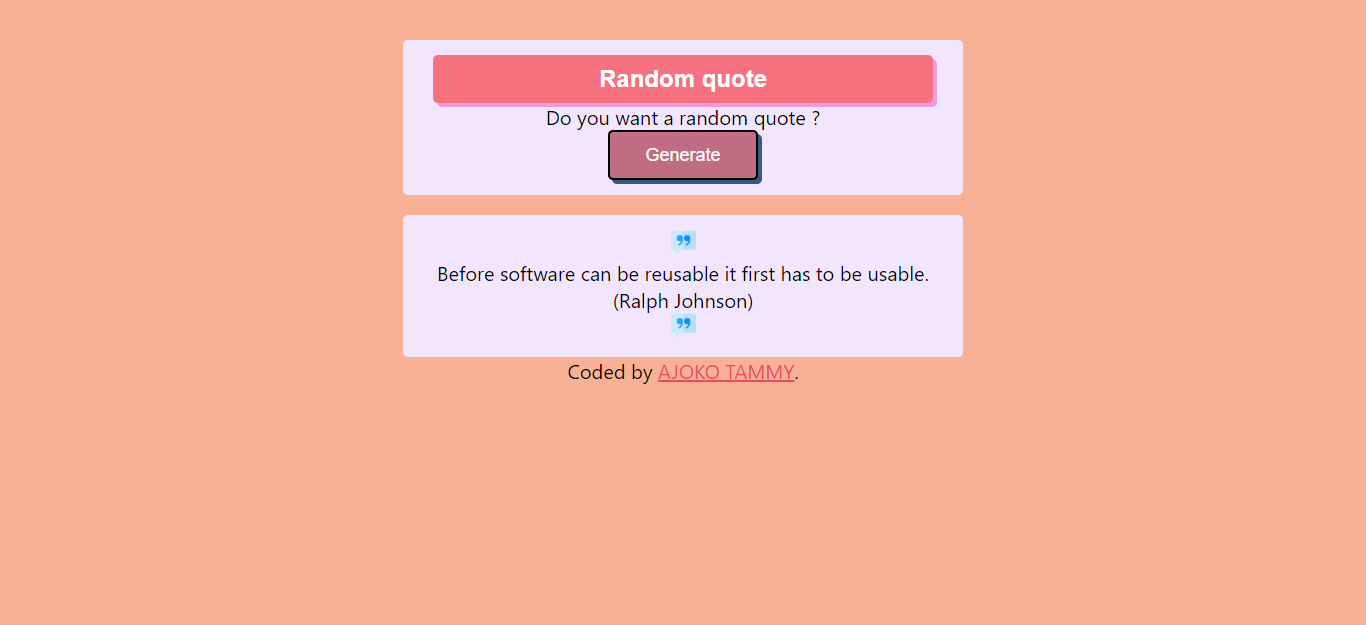 Random quote
Do you want a random quote ?
Generate
Before software can be reusable it first has to be usable.
(Ralph Johnson)
Coded by AJOKO TAMMY.